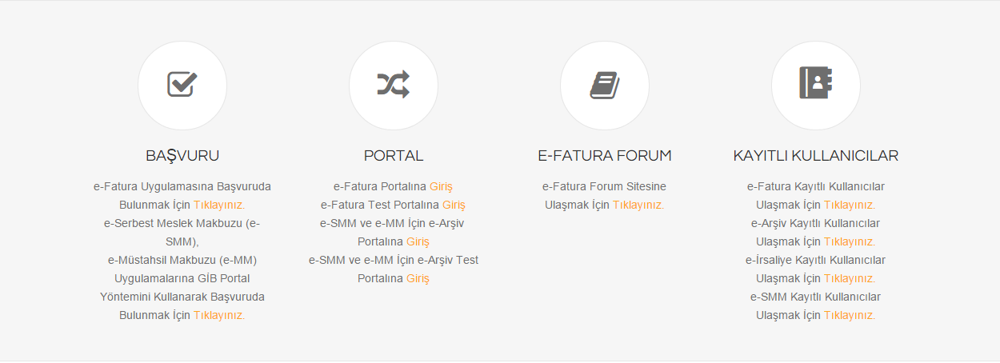 BAŞVURU
e-Fatura Uygulamasına Başvuruda
Bulunmak İçin Tıklayınız.
e-Serbest Meslek Makbuzu (e-
SMM),
e-Müstahsil Makbuzu (e-MM)
Uygulamalarına GİB Portal
Yöntemini Kullanarak Başvuruda
Bulunmak İçin Tıklayınız.
PORTAL
e-Fatura Portalına Giriş
e-Fatura Test Portalına Giriş
e-SMM ve e-MM İçin e-Arşiv
Portalına Giriş
e-SMM ve e-MM İçin e-Arşiv Test
Portalına Giriş
E-FATURA FORUM
e-Fatura Forum Sitesine
Ulaşmak İçin Tıklayınız.
KAYITLI KULLANICILAR
e-Fatura Kayıtlı Kullanıcılar
Ulaşmak İçin Tıklayınız.
e-Arşiv Kayıtlı Kullanıcılar
Ulaşmak İçin Tıklayınız.
e-İrsaliye Kayıtlı Kullanıcılar
Ulaşmak İçin Tıklayınız.
e-SMM Kayıtlı Kullanıcılar
Ulaşmak İçin Tıklayınız.